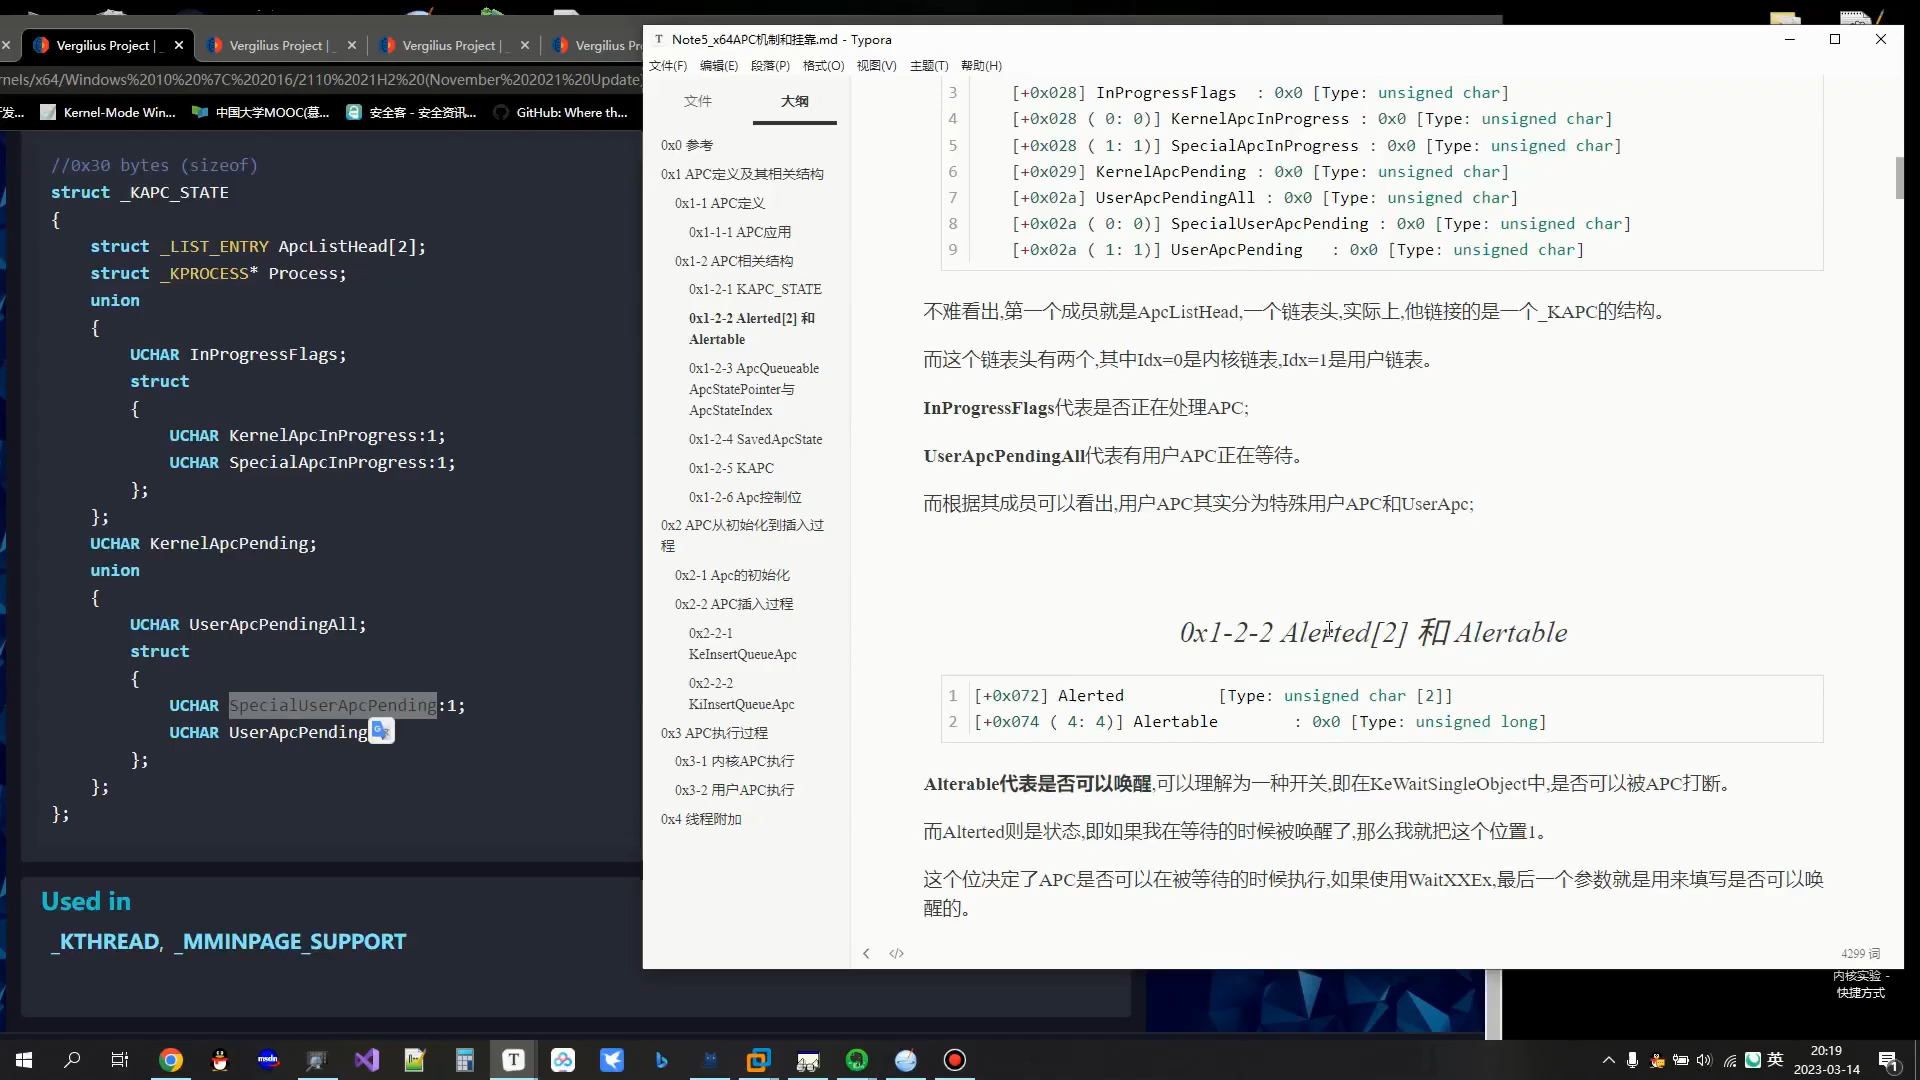 Vergilius Project |
Vergilius Project |
Vergilius Project |
Vergilius Pro
rnels/x64/Windows%2010%20%7C%202016/2110%2021H2%20(November%202021%20Update)
发...
Kernel-Mode Win...
中国大学MOOC(慕...
安全客 - 安全资讯...
GitHub: Where th...
//0x30 bytes (sizeof)
struct _KAPC_STATE
{
struct _LIST_ENTRY ApcListHead[2];
struct _KPROCESS* Process;
union
{
UCHAR InProgressFlags;
struct
{
UCHAR KernelApcInProgress:1;
UCHAR SpecialApcInProgress:1;
};
};
UCHAR KernelApcPending;
union
{
UCHAR UserApcPendingAll;
struct
{
UCHAR SpecialUserApcPending:1;
UCHAR UserApcPending
};
};
};
Used in
_KTHREAD, _MMINPAGE_SUPPORT
Note5_x64APC机制和挂靠.md - Typora
文件(F) 编辑(E) 段落(P) 格式(O) 视图(V) 主题(T) 帮助(H)
文件 大纲
0x0 参考
0x1 APC定义及其相关结构
0x1-1 APC定义
0x1-1-1 APC应用
0x1-2 APC相关结构
0x1-2-1 KAPC_STATE
0x1-2-2 Alerted[2] 和
Alertable
0x1-2-3 ApcQueueable
ApcStatePointer与
ApcStateIndex
0x1-2-4 SavedApcState
0x1-2-5 KAPC
0x1-2-6 Apc控制位
0x2 APC从初始化到插入过
程
0x2-1 Apc的初始化
0x2-2 APC插入过程
0x2-2-1
KeInsertQueueApc
0x2-2-2
KiInsertQueueApc
0x3 APC执行过程
0x3-1 内核APC执行
0x3-2 用户APC执行
0x4 线程附加
3 [+0x028] InProgressFlags : 0x0 [Type: unsigned char]
4 [+0x028 ( 0: 0)] KernelApcInProgress : 0x0 [Type: unsigned char]
5 [+0x028 ( 1: 1)] SpecialApcInProgress : 0x0 [Type: unsigned char]
6 [+0x029] KernelApcPending : 0x0 [Type: unsigned char]
7 [+0x02a] UserApcPendingAll : 0x0 [Type: unsigned char]
8 [+0x02a ( 0: 0)] SpecialUserApcPending : 0x0 [Type: unsigned char]
9 [+0x02a ( 1: 1)] UserApcPending : 0x0 [Type: unsigned char]
不难看出,第一个成员就是ApcListHead,一个链表头,实际上,他链接的是一个_KAPC的结构。
而这个链表头有两个,其中Idx=0是内核链表,Idx=1是用户链表。
InProgressFlags代表是否正在处理APC;
UserApcPendingAll代表有用户APC正在等待。
而根据其成员可以看出,用户APC其实分为特殊用户APC和UserApc;
0x1-2-2 Alerted[2] 和 Alertable
1 [+0x072] Alerted [Type: unsigned char [2]]
2 [+0x074 ( 4: 4)] Alertable : 0x0 [Type: unsigned long]
Alterable代表是否可以唤醒,可以理解为一种开关,即在KeWaitSingleObject中,是否可以被APC打断。
而Alterted则是状态,即如果我在等待的时候被唤醒了,那么我就把这个位置1。
这个位决定了APC是否可以在被等待的时候执行,如果使用WaitXXEx,最后一个参数就是用来填写是否可以唤
醒的。
4299 词
内核实验 -
快捷方式
英
20:19
2023-03-14